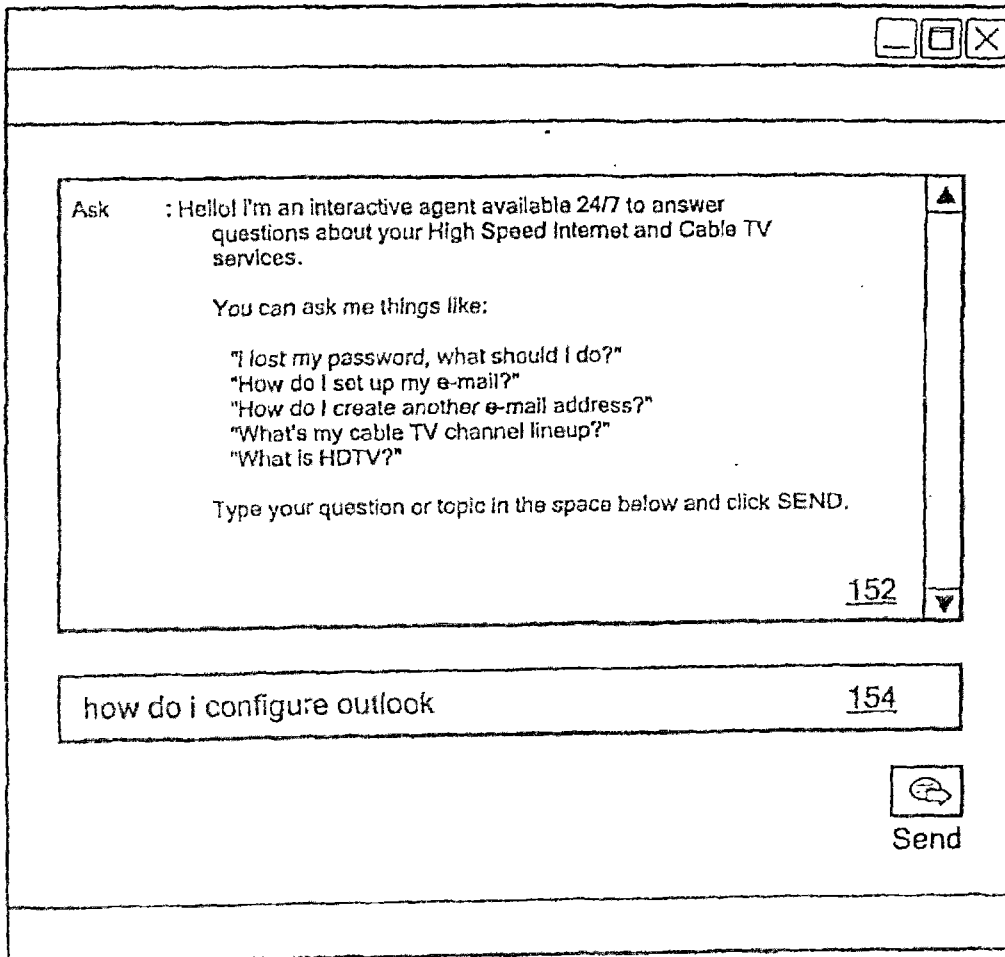 Ask : Hello! I'm an interactive agent available 24/7 to answer
questions about your High Speed Internet and Cable TV
services.
You can ask me things like:
"I lost my password, what should I do?"
"How do I set up my e-mail?"
"How do I create another e-mail address?"
"What's my cable TV channel lineup?"
"What is HDTV?"
Type your question or topic in the space below and click SEND.
152
how do i configure outlook 154
Send